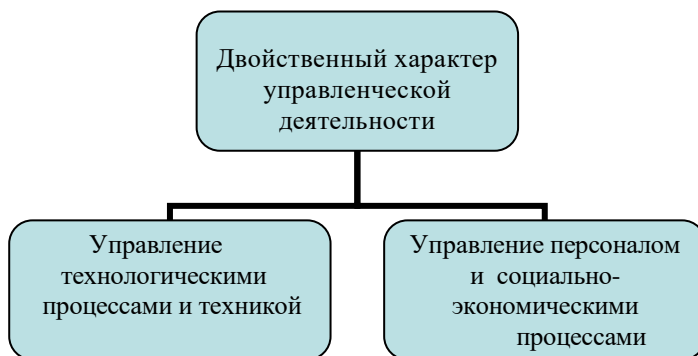 Двойственный характер
управленческой
деятельности
Управление
технологическими
процессами и техникой
Управление персоналом
и социально-
экономическими
процессами